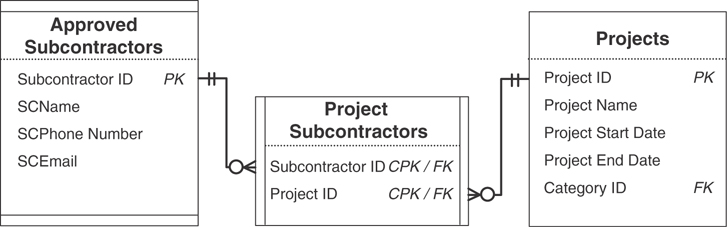 Approved
Subcontractors
Subcontractor ID PK
SCName
SCPhone Number
SCEmail
Project
Subcontractors
Subcontractor ID CPK / FK
Project ID CPK / FK
Projects
Project ID PK
Project Name
Project Start Date
Project End Date
Category ID FK